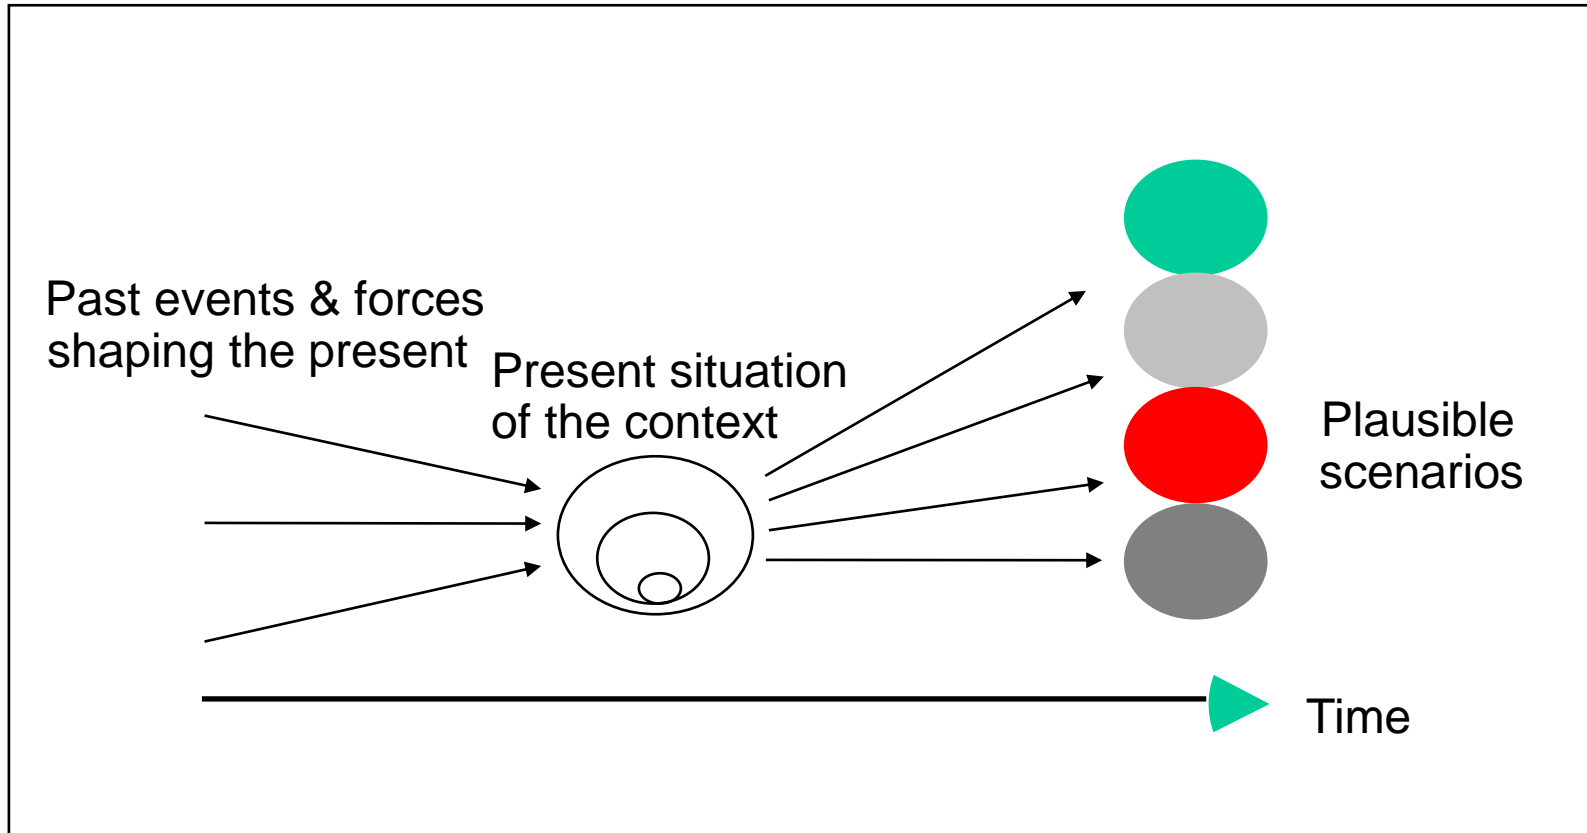 Past events & forces
shaping the present
Present situation
of the context
Plausible
scenarios
Time